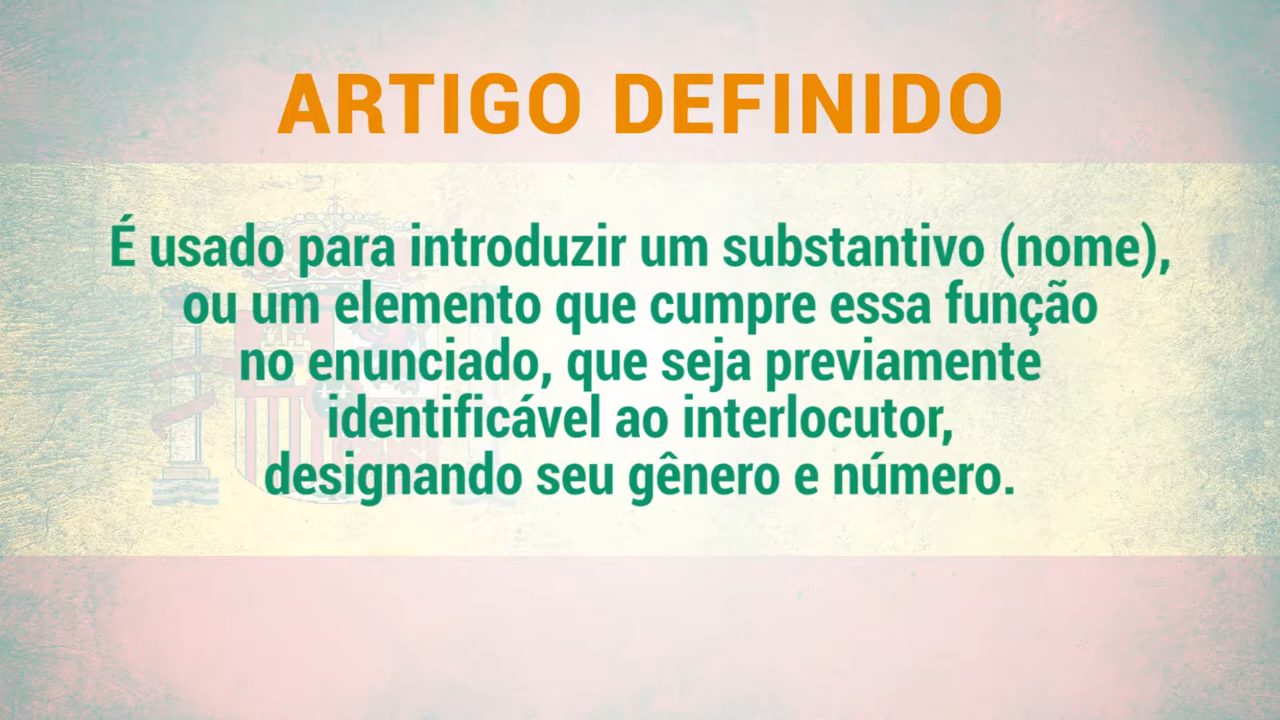 ARTIGO DEFINIDO
É usado para introduzir um substantivo (nome),
ou um elemento que cumpre essa função
no enunciado, que seja previamente
identificável ao interlocutor,
designando seu gênero e número.